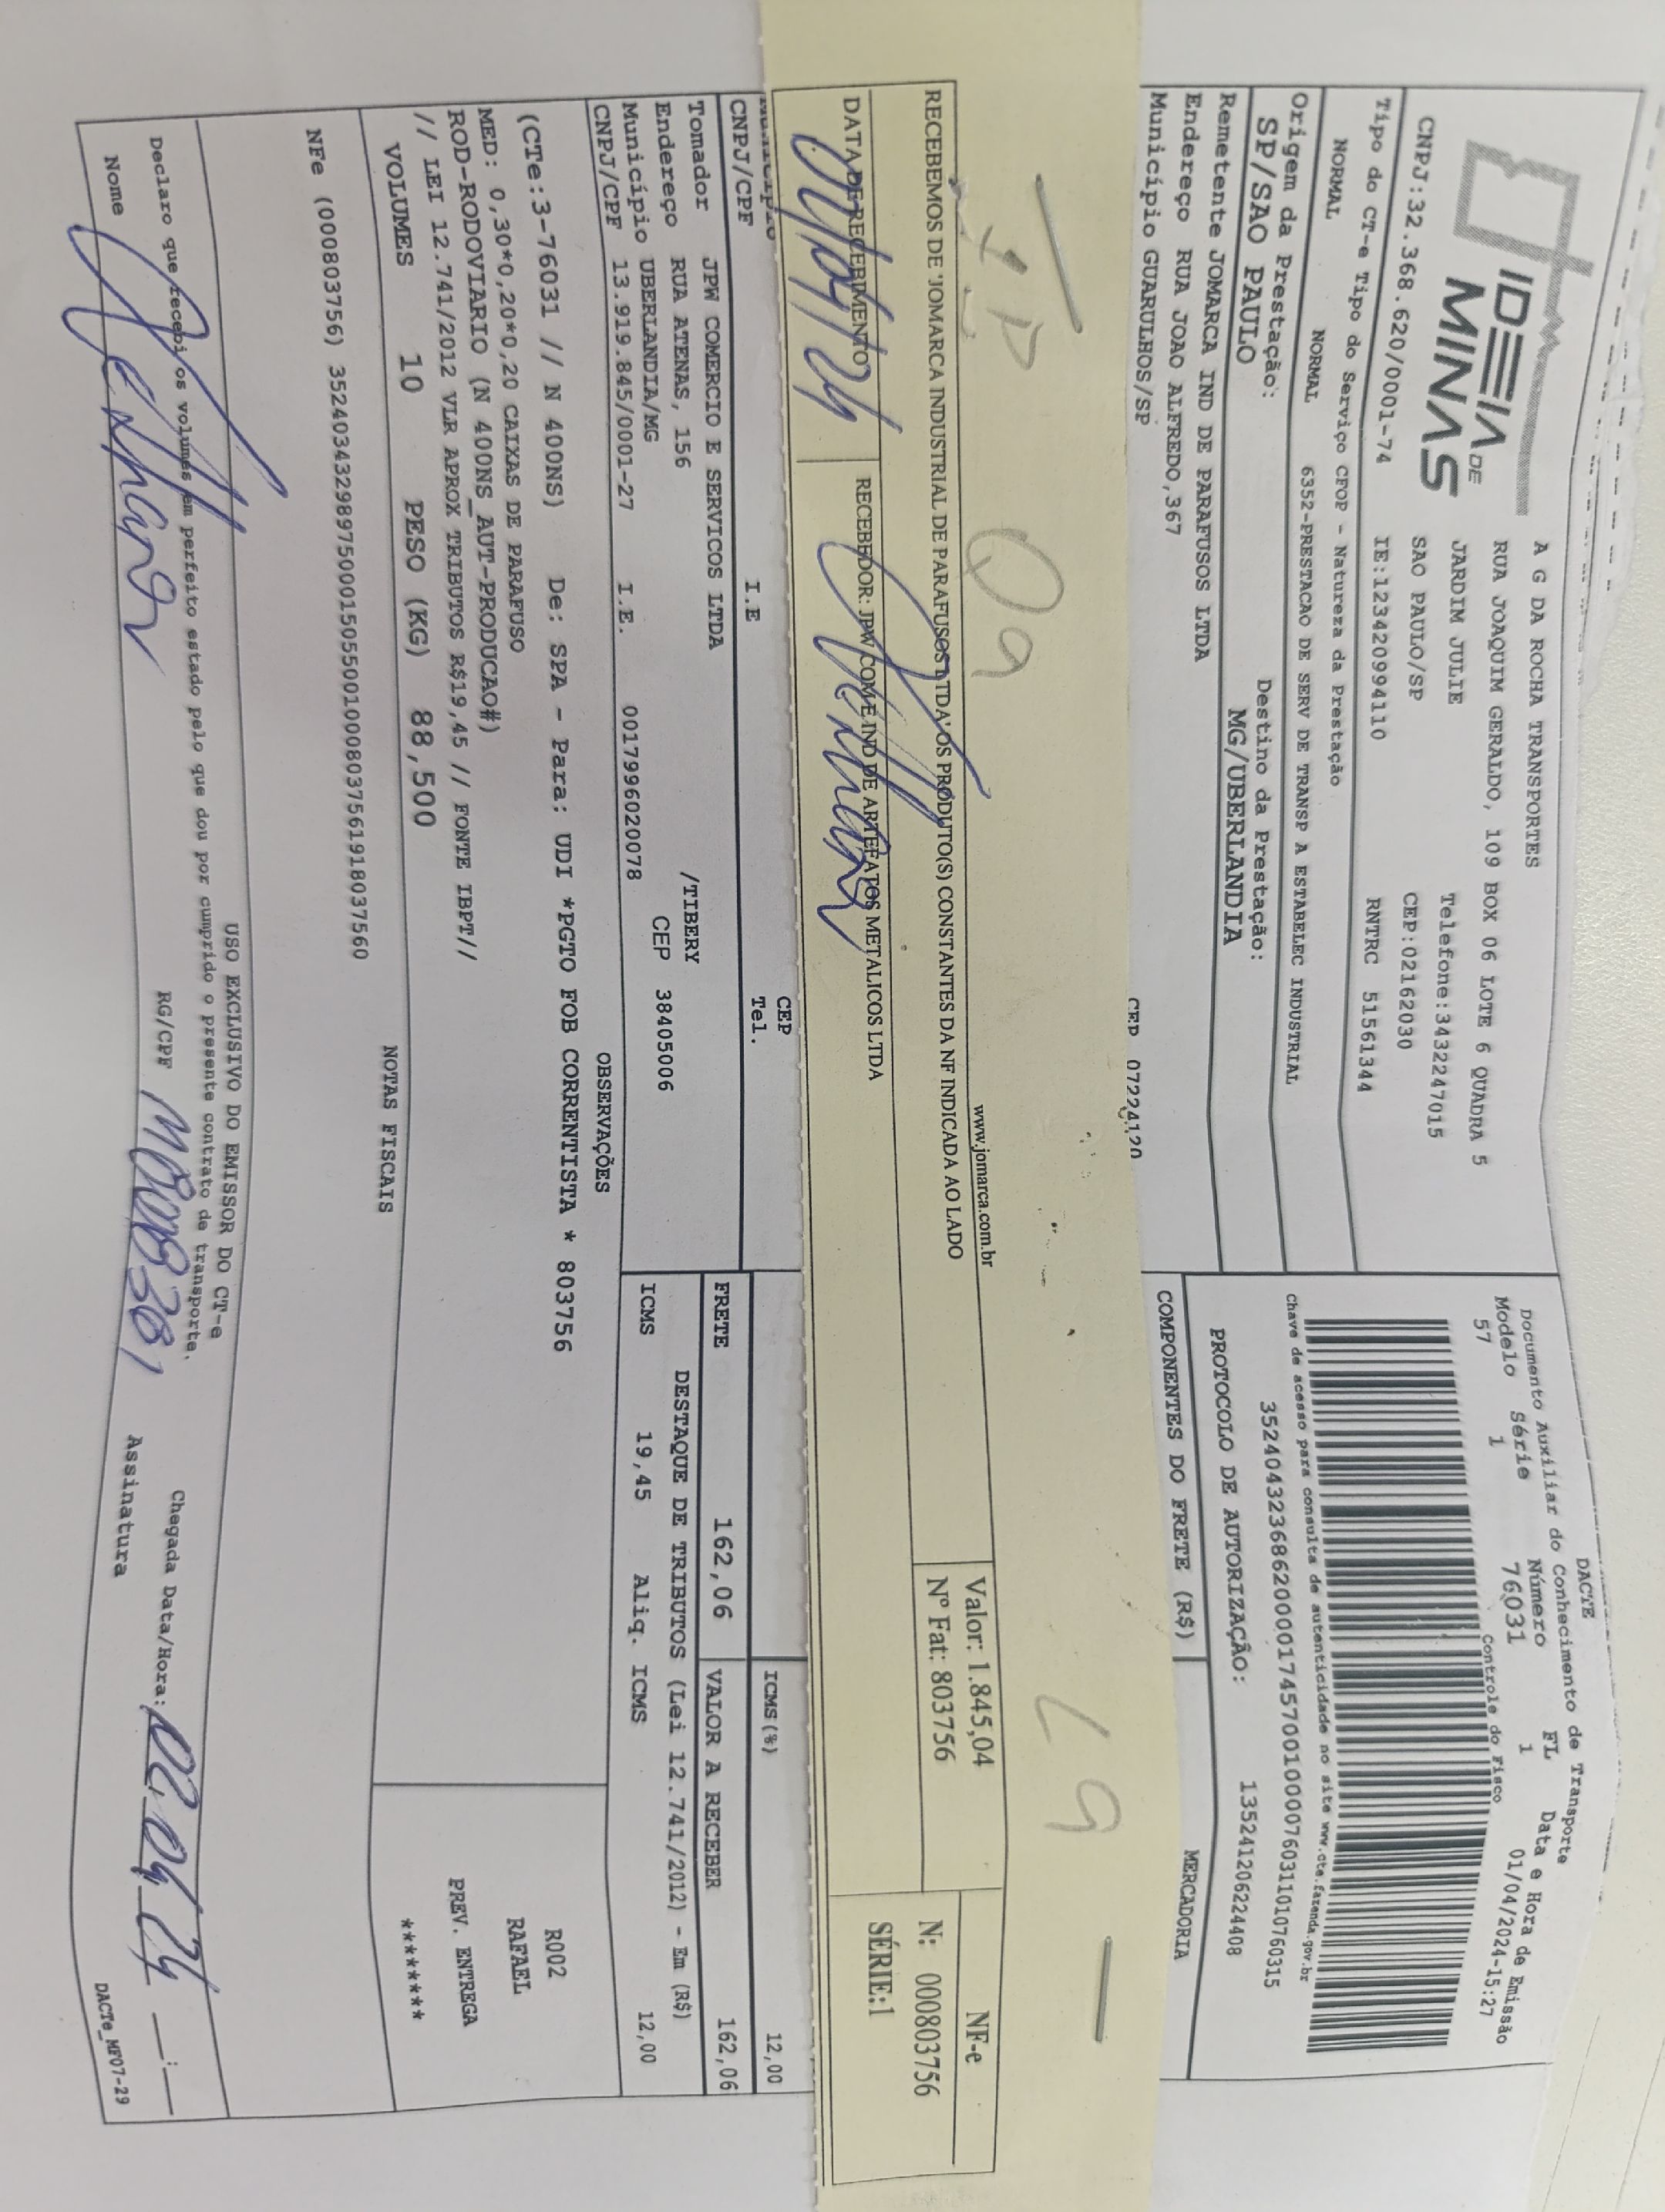 IDEIA DE
MINAS
A G DA ROCHA TRANSPORTES
RUA JOAQUIM GERALDO, 109 BOX 06 LOTE 6 QUADRA 5
JARDIM JULIE
Telefone:3432247015
SAO PAULO/SP
CEP:02162030
CNPJ:32.368.620/0001-74
IE:123420994110
RNTRC 51561344
Tipo do CT-e Tipo do Serviço CFOP - Natureza da Prestação
NORMAL NORMAL 6352-PRESTACAO DE SERV DE TRANSP A ESTABELEC INDUSTRIAL
Origem da Prestação: Destino da Prestação:
SP/SAO PAULO MG/UBERLANDIA
Remetente JOMARCA IND DE PARAFUSOS LTDA
Endereço RUA JOAO ALFREDO,367
Município GUARULHOS/SP CEP 07224120
DACTE
Documento Auxiliar do Conhecimento de Transporte
Modelo Série Número FL Data e Hora de Emissão
57 1 76031 1 01/04/2024-15:27
Controle do Fisco
Chave de acesso para consulta de autenticidade no site www.cte.fazenda.gov.br
35240432368620000174570010000760311010760315
PROTOCOLO DE AUTORIZAÇÃO: 135241206224408
COMPONENTES DO FRETE (R$) MERCADORIA
09
19
www.jomarca.com.br
RECEBEMOS DE 'JOMARCA INDUSTRIAL DE PARAFUSOS LTDA' OS PRODUTO(S) CONSTANTES DA NF INDICADA AO LADO
Valor: 1.845,04
Nº Fat: 803756
NF-e
N: 000803756
SÉRIE:1
DATA DE RECEBIMENTO
RECEBEDOR: JPW COM E IND DE ARTEFATOS METALICOS LTDA
CEP
CNPJ/CPF I.E Tel.
ICMS(%) 12,00
Tomador JPW COMERCIO E SERVICOS LTDA
Endereço RUA ATENAS, 156 /TIBERY
Município UBERLANDIA/MG CEP 38405006
CNPJ/CPF 13.919.845/0001-27 I.E. 0017996020078
FRETE 162,06 VALOR A RECEBER 162,06
DESTAQUE DE TRIBUTOS (Lei 12.741/2012) - Em (R$)
ICMS 19,45 Aliq. ICMS 12,00
OBSERVAÇÕES
(CTe:3-76031 // N 400NS) De: SPA - Para: UDI *PGTO FOB CORRENTISTA * 803756
MED: 0,30*0,20*0,20 CAIXAS DE PARAFUSO
ROD-RODOVIARIO (N 400NS_AUT-PRODUCAO#)
// LEI 12.741/2012 VLR APROX TRIBUTOS R$19,45 // FONTE IBPT//
R002
RAFAEL
PREV. ENTREGA
********
VOLUMES 10 PESO (KG) 88,500
NOTAS FISCAIS
NFe (000803756) 35240343298975000150550010008037561918037560
USO EXCLUSIVO DO EMISSOR DO CT-e
Declaro que recebi os volumes em perfeito estado pelo que dou por cumprido o presente contrato de transporte.
Chegada Data/Hora: 02.04.24 __:__
Nome RG/CPF Assinatura
DACTe_MF07-29